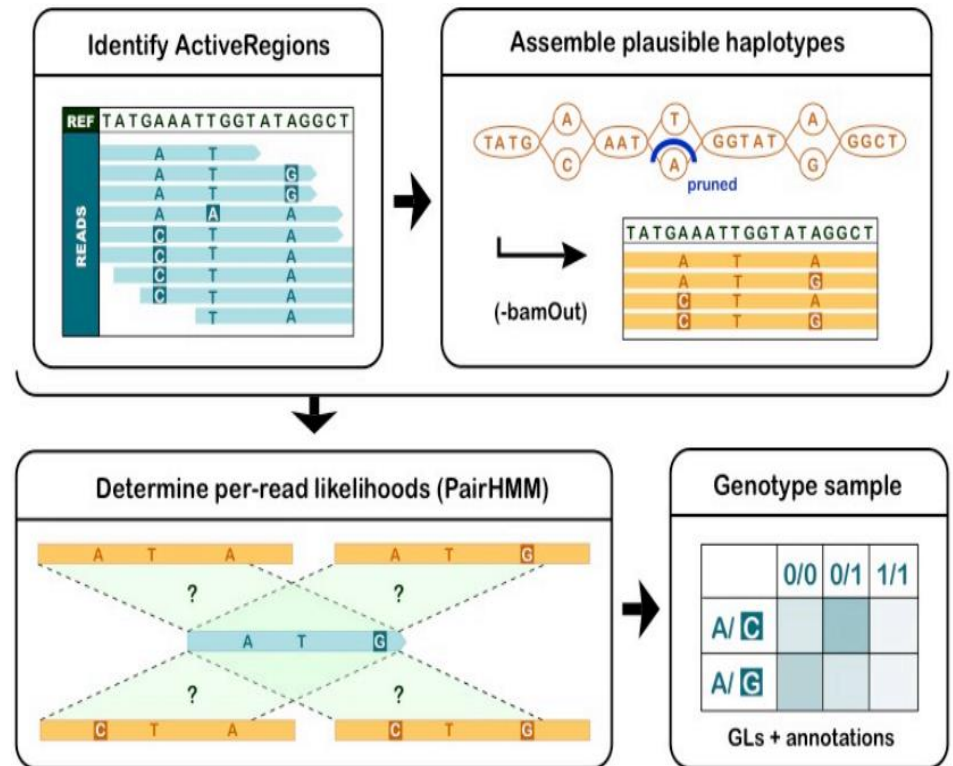 Identify ActiveRegions
REF TATGAAATTGGTATAGGCT
READS
A T
A T G
A T G
A A A
C T A
C T A
C T A
C T A
T A
Assemble plausible haplotypes
A T A
TATG AAT GGTAT GGCT
C A G
pruned
(-bamOut)
TATGAAATTGGTATAGGCT
A T A
A T G
C T A
C T G
Determine per-read likelihoods (PairHMM)
A T A A T G
? ?
A T G
? ?
C T A C T G
Genotype sample
0/0 0/1 1/1
A/ C
A/ G
GLs + annotations